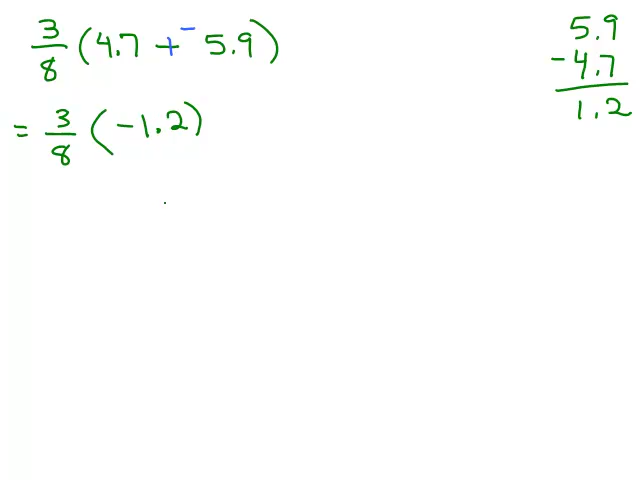 3/8 (4.7 + ⁻5.9)
= 3/8 (-1.2)
5.9
- 4.7
1.2